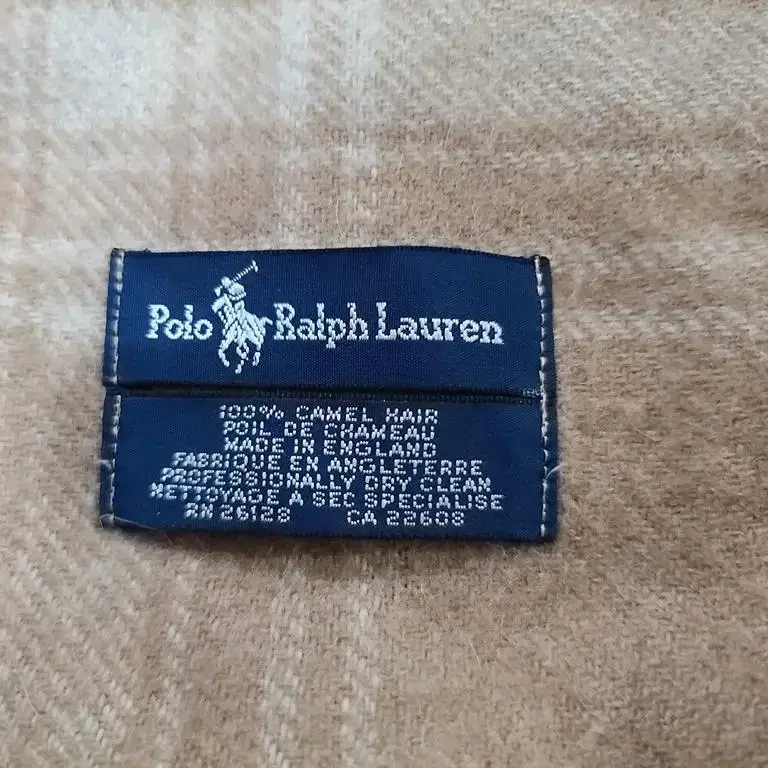 Polo Ralph Lauren
100% CAMEL HAIR
POIL DE CHAMEAU
MADE IN ENGLAND
FABRIQUE EN ANGLETERRE
PROFESSIONALLY DRY CLEAN
NETTOYAGE A SEC SPECIALISE
RN 26128 CA 22608